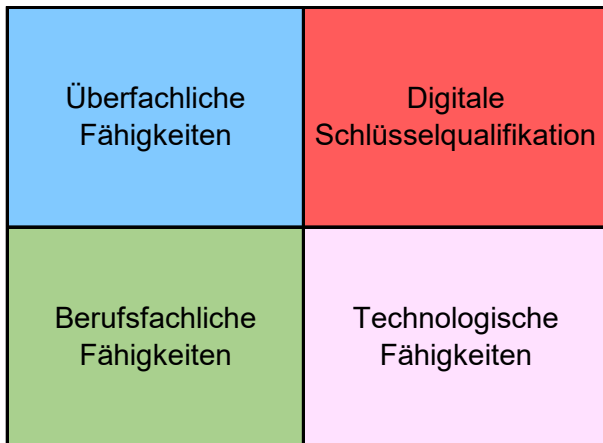 Überfachliche
Fähigkeiten
Digitale
Schlüsselqualifikation
Berufsfachliche
Fähigkeiten
Technologische
Fähigkeiten